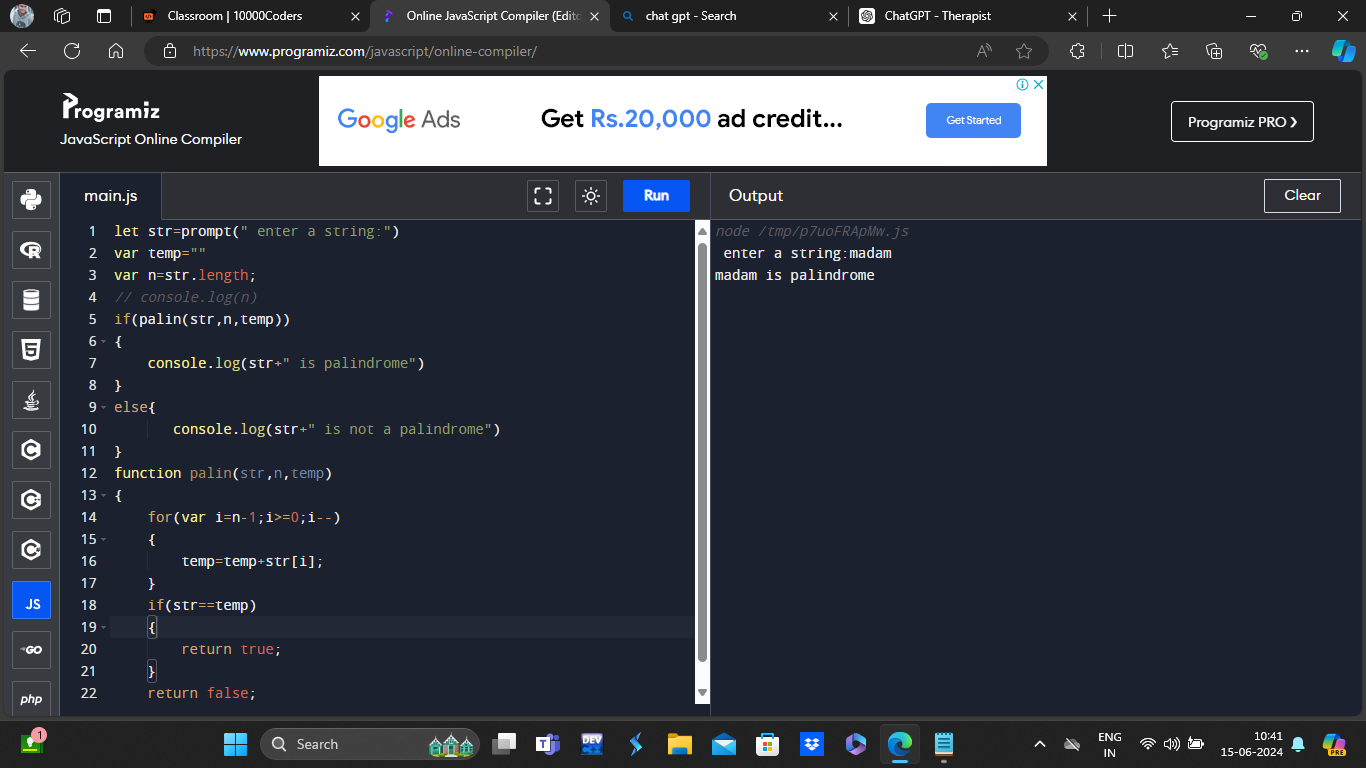 Classroom | 10000Coders
Online JavaScript Compiler (Edito
chat gpt - Search
ChatGPT - Therapist
https://www.programiz.com/javascript/online-compiler/
Programiz
JavaScript Online Compiler
Google Ads
Get Rs.20,000 ad credit...
Get Started
Programiz PRO ❯
main.js
Run
Output
Clear
1 let str=prompt(" enter a string:")
2 var temp=""
3 var n=str.length;
4 // console.log(n)
5 if(palin(str,n,temp))
6 {
7 console.log(str+" is palindrome")
8 }
9 else{
10 console.log(str+" is not a palindrome")
11 }
12 function palin(str,n,temp)
13 {
14 for(var i=n-1;i>=0;i--)
15 {
16 temp=temp+str[i];
17 }
18 if(str==temp)
19 {
20 return true;
21 }
22 return false;
node /tmp/p7uoFRApMw.js
enter a string:madam
madam is palindrome
JS
GO
php
1
Search
DEV
ENG
IN
10:41
15-06-2024
PRE